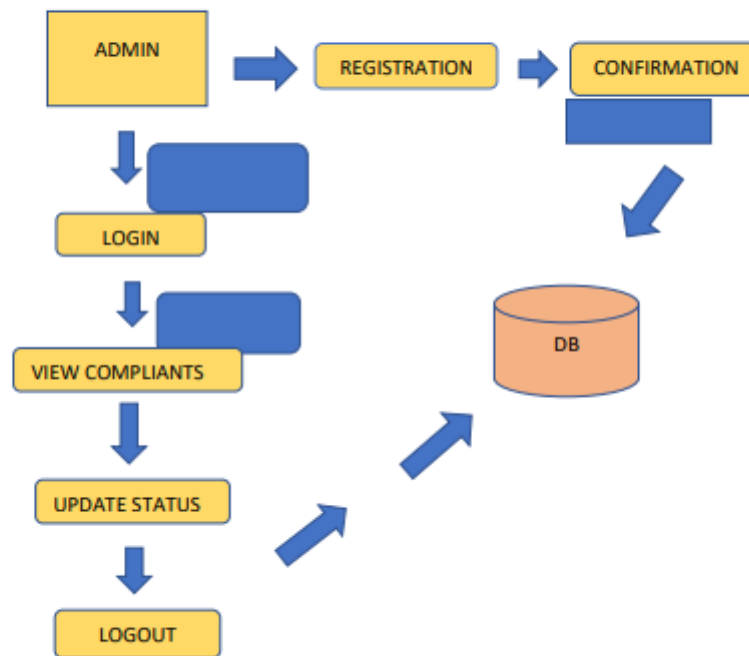 ADMIN
REGISTRATION
CONFIRMATION
LOGIN
DB
VIEW COMPLIANTS
UPDATE STATUS
LOGOUT